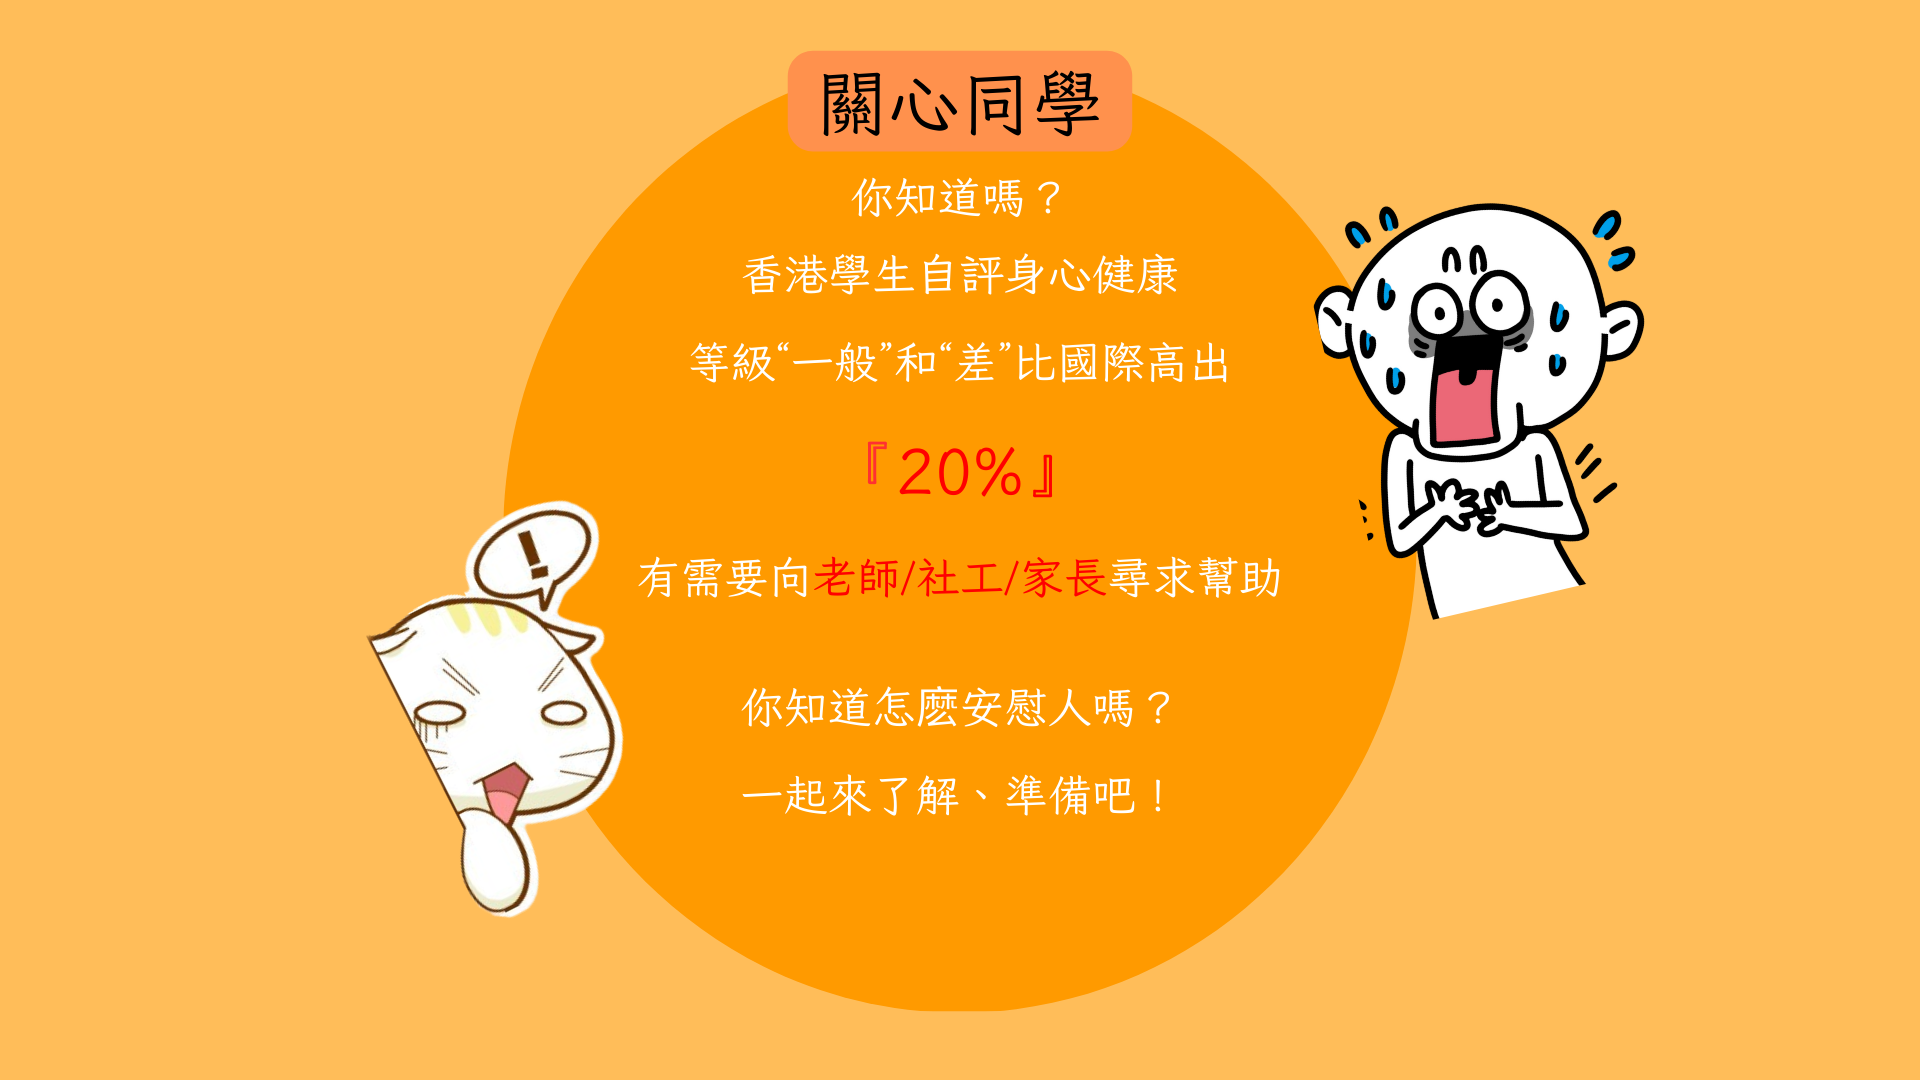 關心同學
你知道嗎？
香港學生自評身心健康
等級“一般”和“差”比國際高出
『20%』
有需要向老師/社工/家長尋求幫助
!
你知道怎麽安慰人嗎？
一起來了解、準備吧！